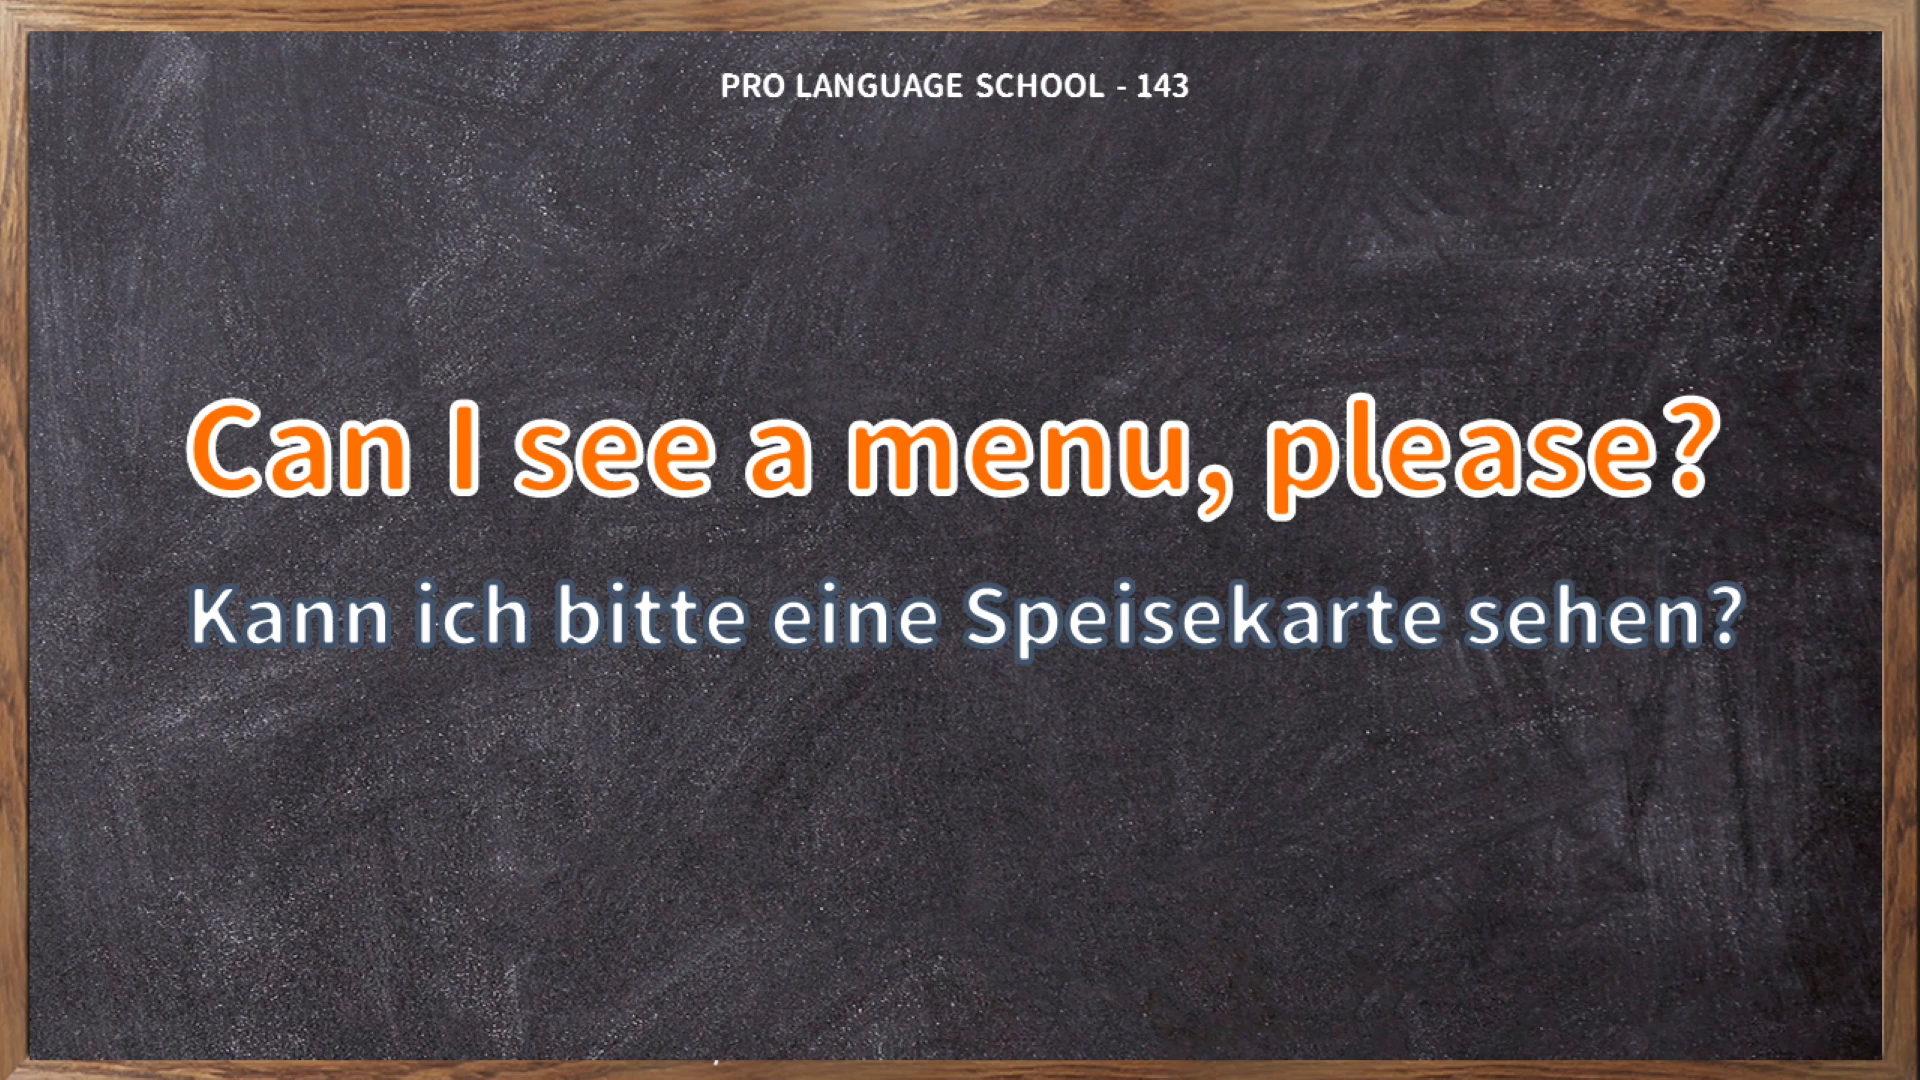 PRO LANGUAGE SCHOOL - 143
Can I see a menu, please?
Kann ich bitte eine Speisekarte sehen?